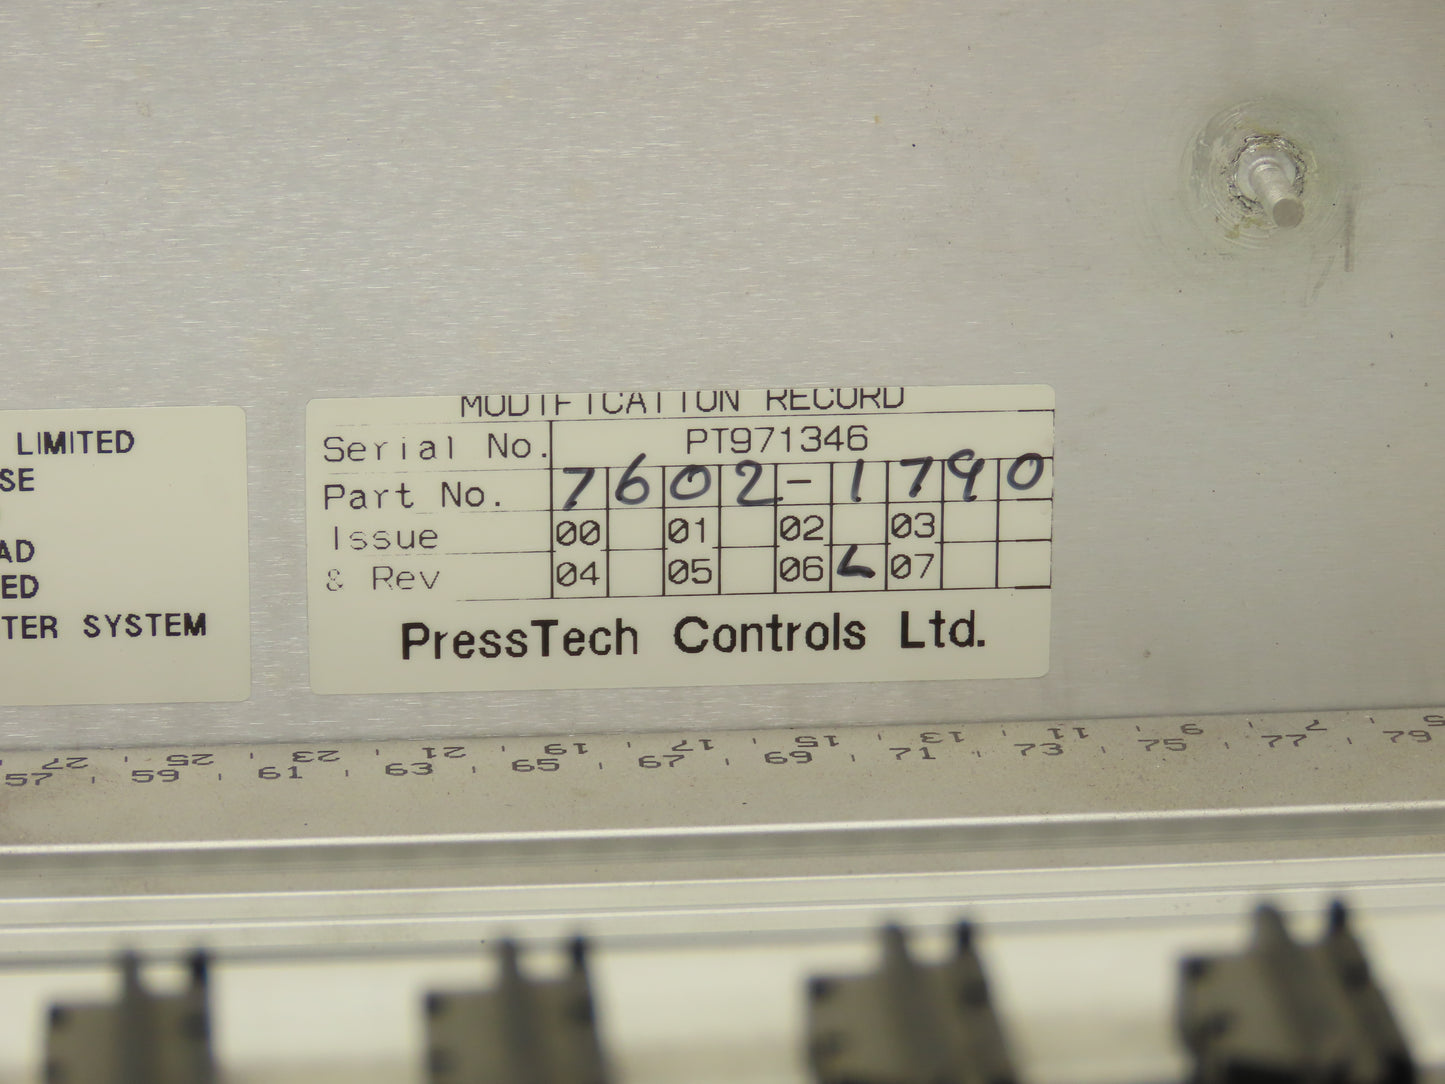 LIMITED
SE
AD
ED
TER SYSTEM
MODIFICATION RECORD
Serial No. PT971346
Part No. 7602-1790
Issue 00 01 02 03
& Rev 04 05 06 L 07
PressTech Controls Ltd.
27 25 23 21 19 17 15 13 11 9 7 5
57 59 61 63 65 67 69 71 73 75 77 79